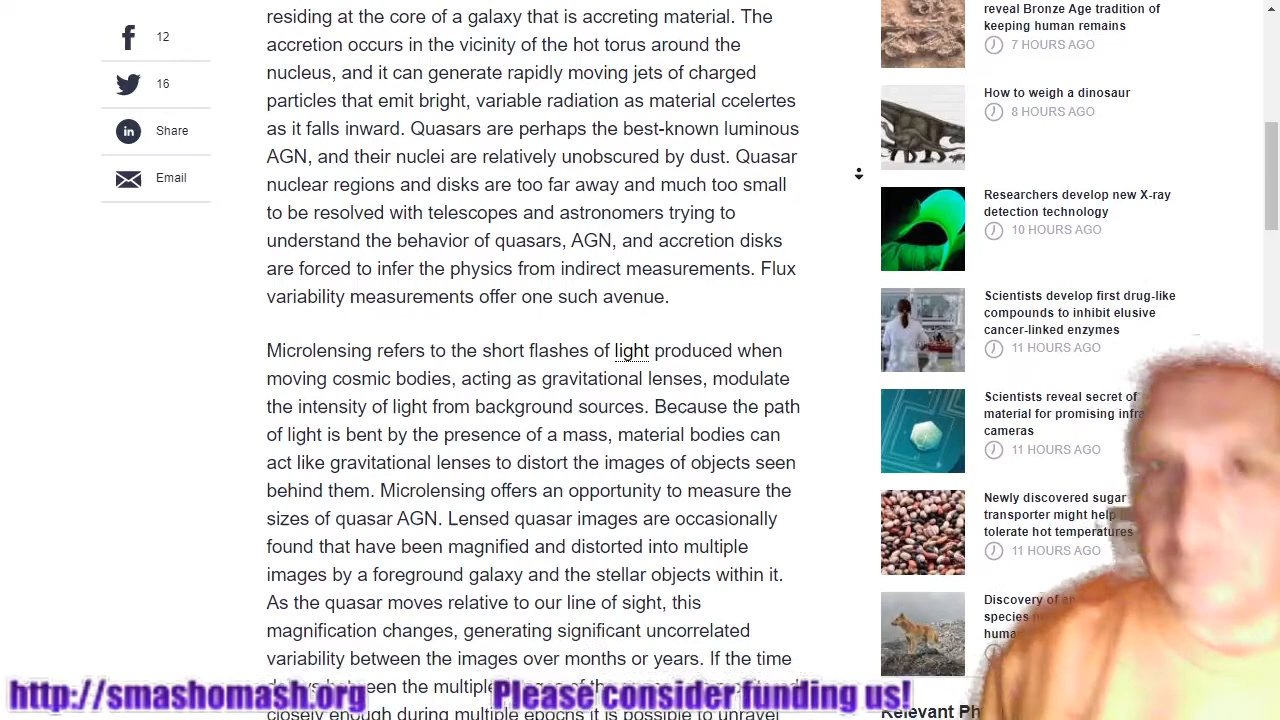 12
16
Share
Email
residing at the core of a galaxy that is accreting material. The
accretion occurs in the vicinity of the hot torus around the
nucleus, and it can generate rapidly moving jets of charged
particles that emit bright, variable radiation as material ccelertes
as it falls inward. Quasars are perhaps the best-known luminous
AGN, and their nuclei are relatively unobscured by dust. Quasar
nuclear regions and disks are too far away and much too small
to be resolved with telescopes and astronomers trying to
understand the behavior of quasars, AGN, and accretion disks
are forced to infer the physics from indirect measurements. Flux
variability measurements offer one such avenue.
Microlensing refers to the short flashes of light produced when
moving cosmic bodies, acting as gravitational lenses, modulate
the intensity of light from background sources. Because the path
of light is bent by the presence of a mass, material bodies can
act like gravitational lenses to distort the images of objects seen
behind them. Microlensing offers an opportunity to measure the
sizes of quasar AGN. Lensed quasar images are occasionally
found that have been magnified and distorted into multiple
images by a foreground galaxy and the stellar objects within it.
As the quasar moves relative to our line of sight, this
magnification changes, generating significant uncorrelated
variability between the images over months or years. If the time
between the multiple
closely enough during multiple epochs it is possible to unravel
reveal Bronze Age tradition of
keeping human remains
7 HOURS AGO
How to weigh a dinosaur
8 HOURS AGO
Researchers develop new X-ray
detection technology
10 HOURS AGO
Scientists develop first drug-like
compounds to inhibit elusive
cancer-linked enzymes
11 HOURS AGO
Scientists reveal secret of
material for promising
cameras
11 HOURS AGO
Newly discovered sugar
transporter might help
tolerate hot temperatures
11 HOURS AGO
Discovery of
species
Relevant
http://smashomash.org
Please consider funding us!